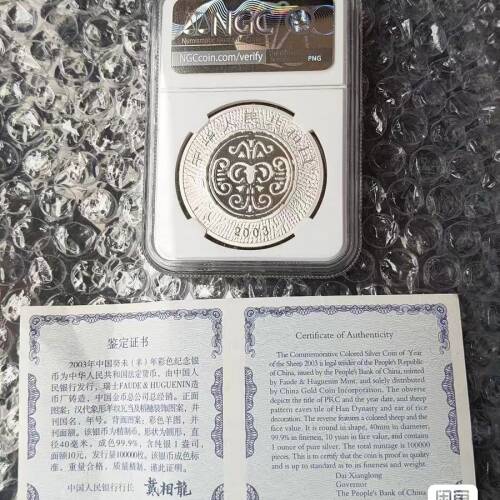 NGC
Numismatic
NGCcoin.com/verify
PNG
中华人民共和国
2003
鉴定证书
2003年中国癸未（羊）年彩色纪念银
币为中华人民共和国法定货币，由中国人
民银行发行，瑞士FAUDE & HUGUENIN造
币厂铸造，中国金币总公司总经销。正面
图案：汉代象形羊纹瓦当及稻穗装饰图案，并
刊国名、年号。背面图案：彩色羊图，并
刊面额。该银币为精制币，形状为圆形，直
径40毫米，成色99.9%，含纯银1盎司，
面额10元，发行量100000枚。该银币成色标
准、重量合格、质量精制，谨此证明。
中国人民银行行长 戴相龙
Certificate of Authenticity
The Commemorative Colored Silver Coin of Year
of the Sheep 2003 is legal tender of the People's Republic
of China, issued by the People's Bank of China, refined
by Faude & Huguenin Mint, and solely distributed
by China Gold Coin Incorporation. The obverse depicts
the title of PRC and the year date, and sheep
pattern eaves tile of Han Dynasty and ear of rice
decoration. The reverse features a colored sheep and the
face value. It is round in shape, 40mm in diameter,
99.9% in fineness, 10 yuan in face value, and contains
1 ounce of pure silver. The total mintage is 100000
pieces. This is to certify that the coin is proof in quality
and is up to standard as to its fineness and weight.
Dai Xianglong
Governor
The People's Bank of China
闲鱼